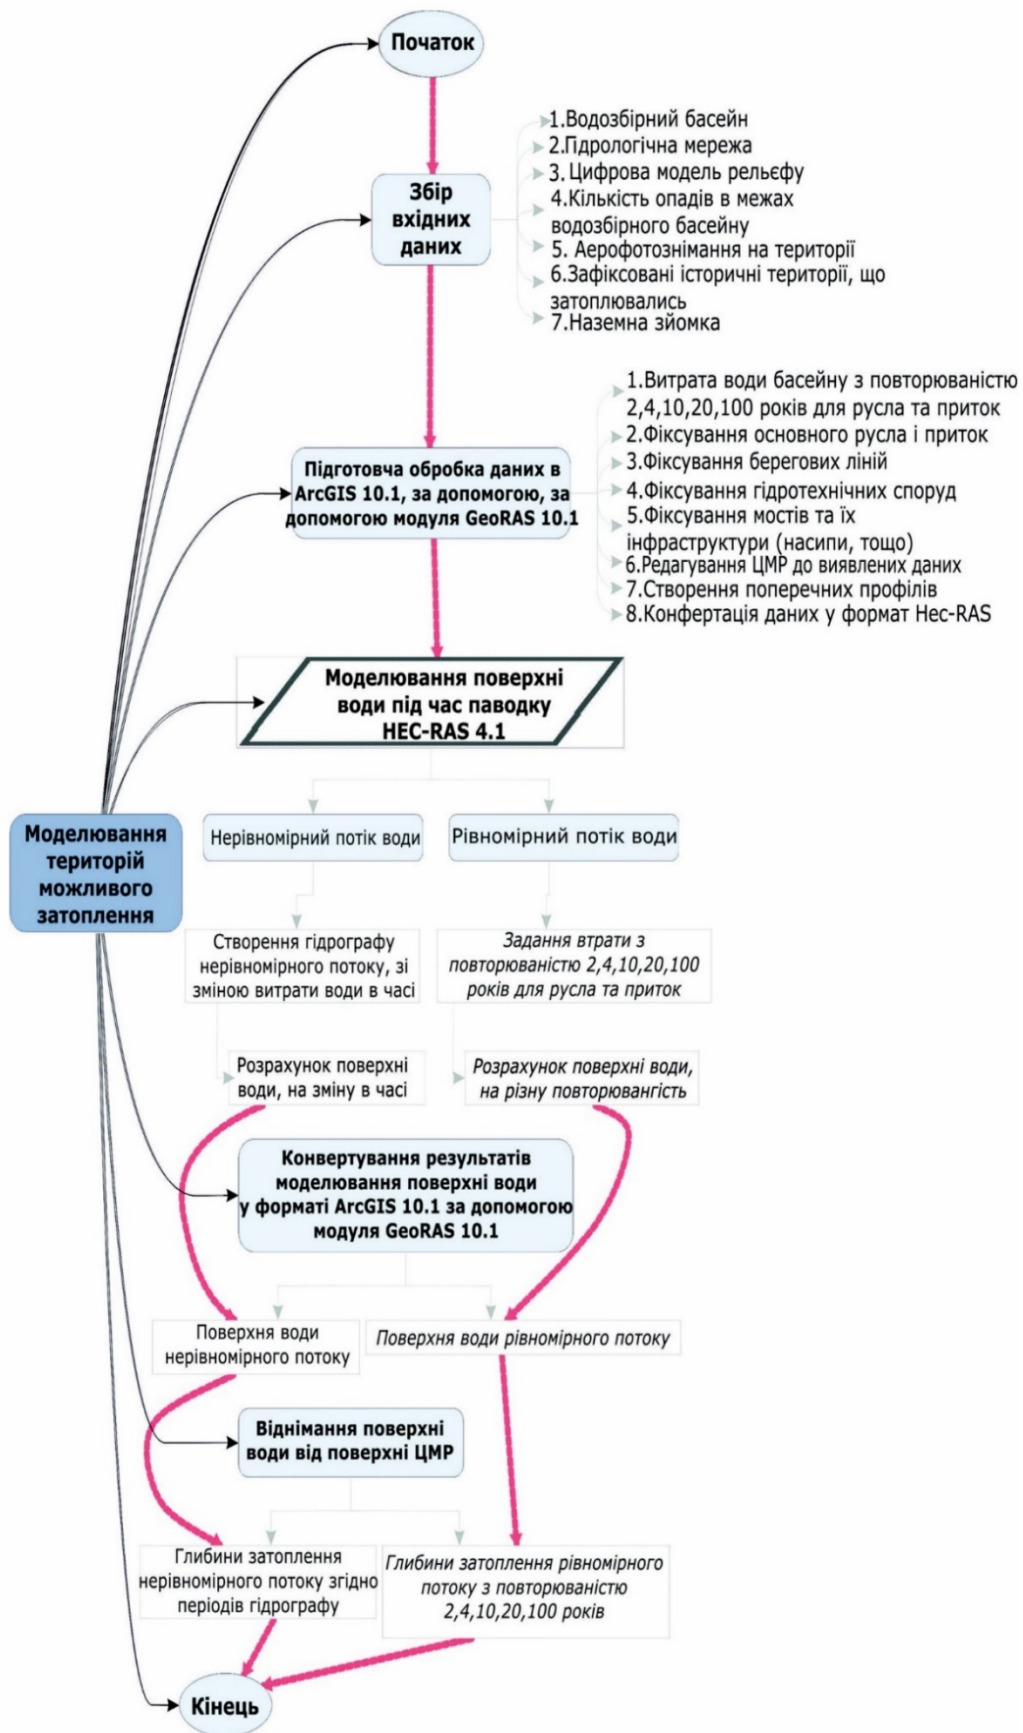 Початок
Збір
вхідних
даних
1.Водозбірний басейн
2.Гідрологічна мережа
3. Цифрова модель рельєфу
4.Кількість опадів в межах
водозбірного басейну
5. Аерофотознімання на території
6.Зафіксовані історичні території, що
затоплювались
7.Наземна зйомка
Підготовча обробка даних в
ArcGIS 10.1, за допомогою, за
допомогою модуля GeoRAS 10.1
1.Витрата води басейну з повторюваністю
2,4,10,20,100 років для русла та приток
2.Фіксування основного русла і приток
3.Фіксування берегових ліній
4.Фіксування гідротехнічних споруд
5.Фіксування мостів та їх
інфраструктури (насипи, тощо)
6.Редагування ЦМР до виявлених даних
7.Створення поперечних профілів
8.Конфертація даних у формат Hec-RAS
Моделювання поверхні
води під час паводку
HEC-RAS 4.1
Моделювання
територій
можливого
затоплення
Нерівномірний потік води
Рівномірний потік води
Створення гідрографу
нерівномірного потоку, зі
зміною витрати води в часі
Задання втрати з
повторюваністю 2,4,10,20,100
років для русла та приток
Розрахунок поверхні
води, на зміну в часі
Розрахунок поверхні води,
на різну повторювангість
Конвертування результатів
моделювання поверхні води
у форматі ArcGIS 10.1 за допомогою
модуля GeoRAS 10.1
Поверхня води
нерівномірного потоку
Поверхня води рівномірного потоку
Віднімання поверхні
води від поверхні ЦМР
Глибини затоплення
нерівномірного потоку згідно
періодів гідрографу
Глибини затоплення рівномірного
потоку з повторюваністю
2,4,10,20,100 років
Кінець